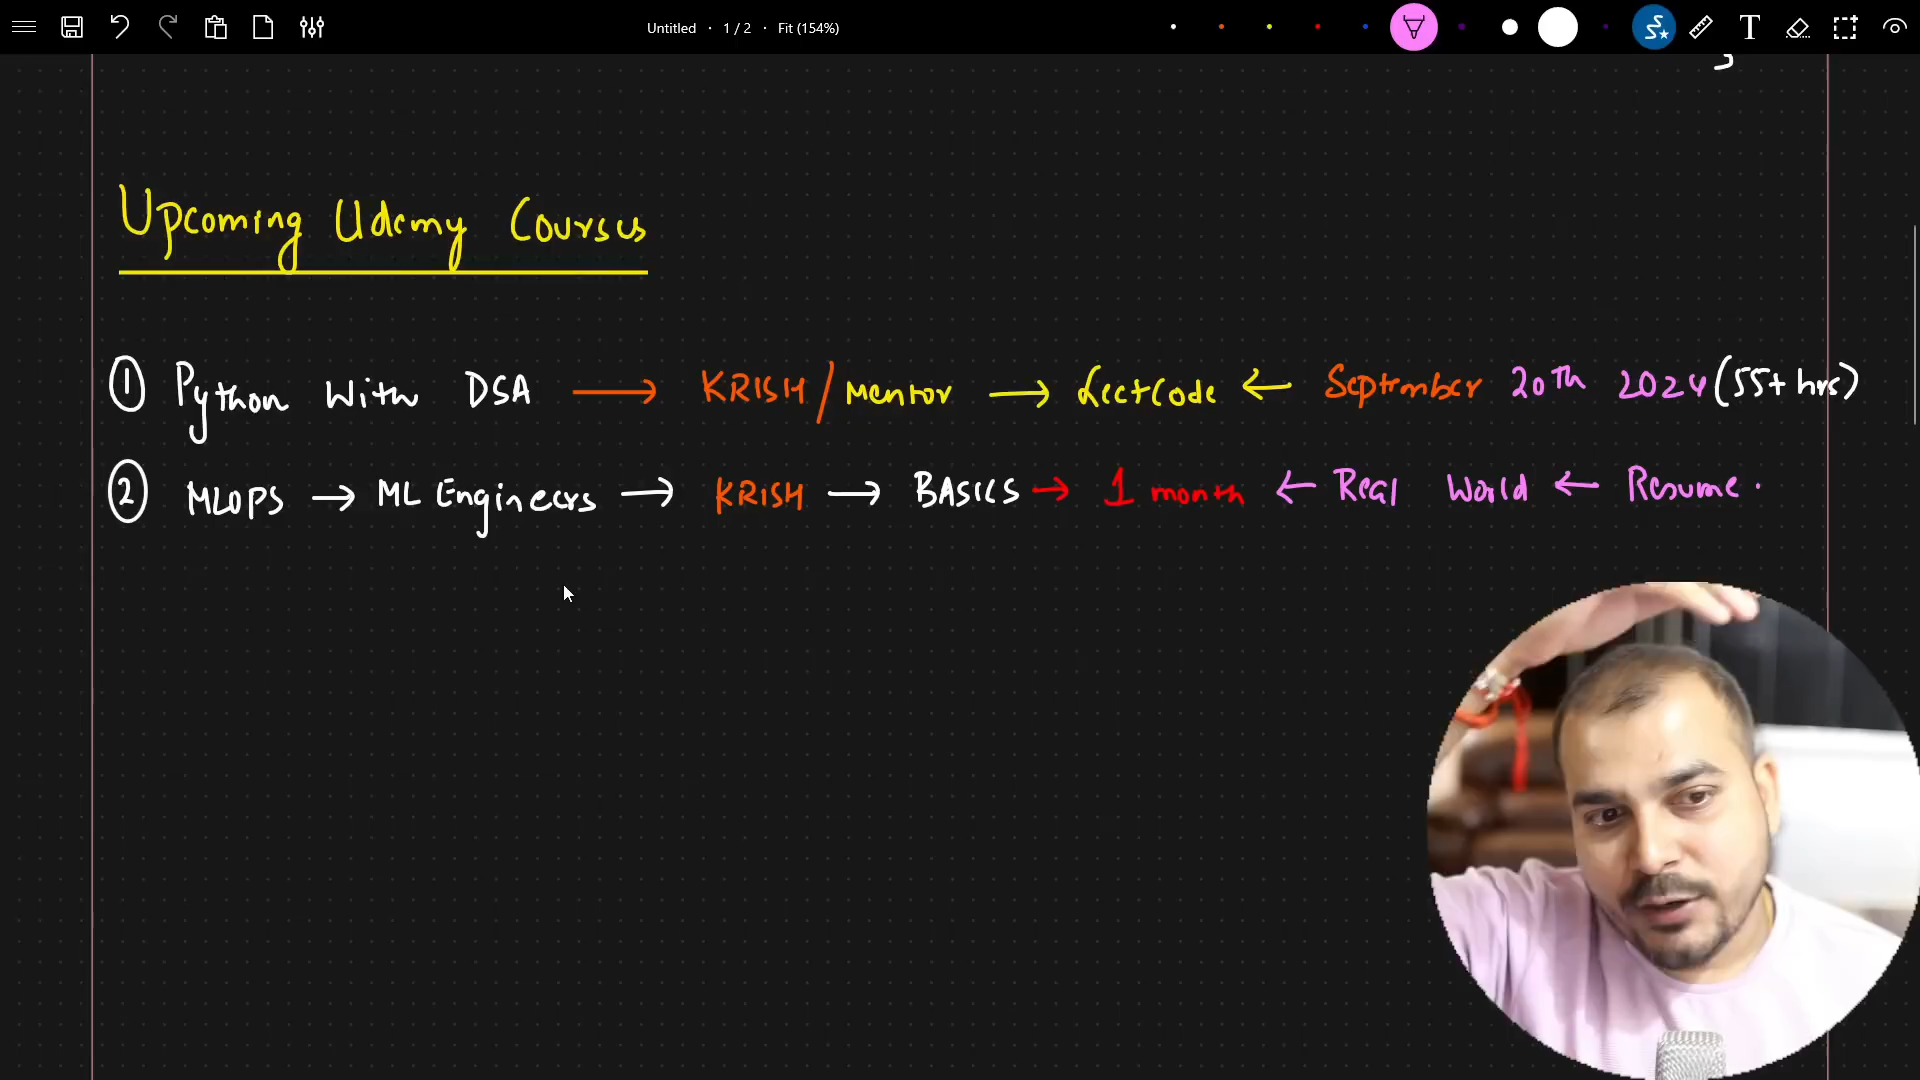 Untitled · 1 / 2 · Fit (154%)
Upcoming Udemy Courses
① Python With DSA → KRISH / Mentor → LeetCode ← September 20th 2024 (55+ hrs)
② MLOPS → ML Engineers → KRISH → BASICS → 1 month ← Real World ← Resume.